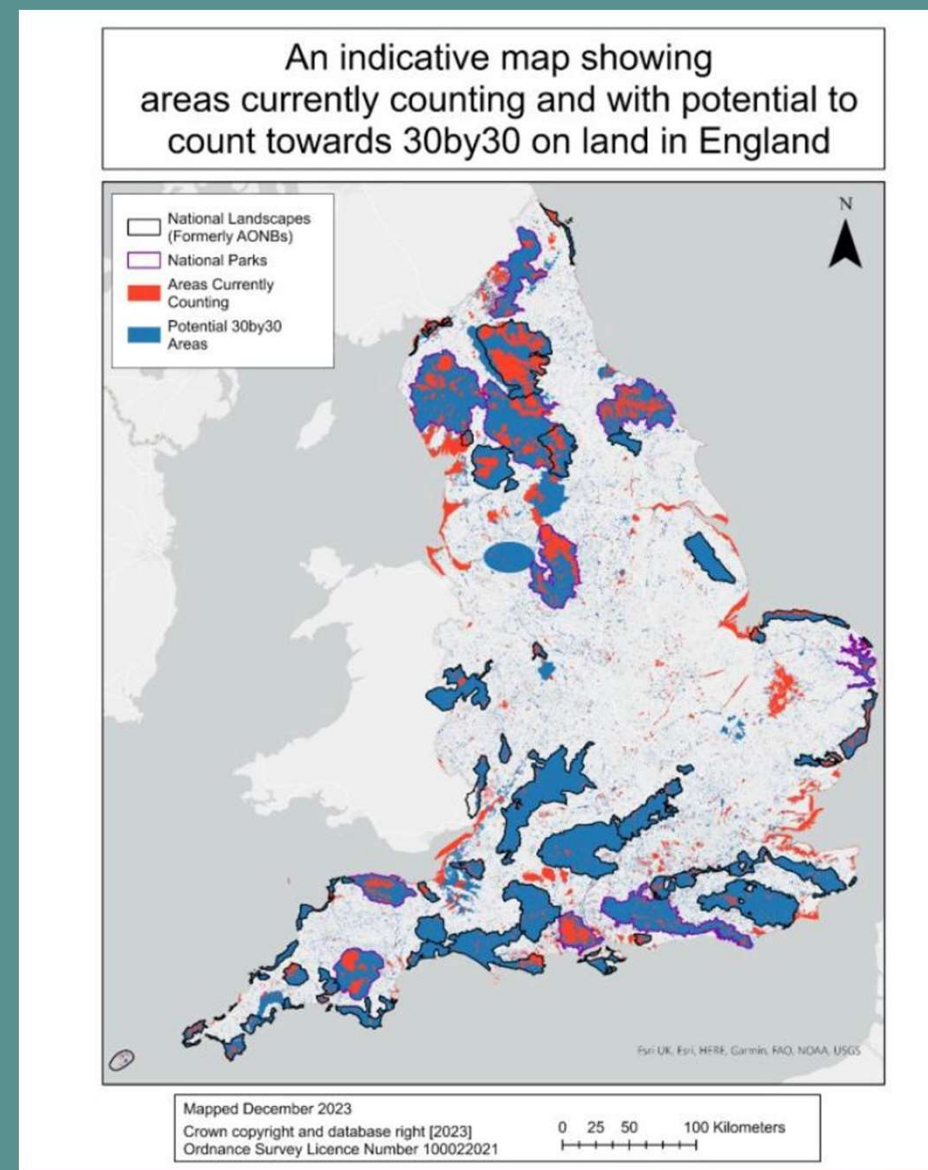 An indicative map showing
areas currently counting and with potential to
count towards 30by30 on land in England
National Landscapes
(Formerly AONBs)
National Parks
Areas Currently
Counting
Potential 30by30
Areas
N
Esri UK, Esri, HERE, Garmin, FAO, NOAA, USGS
Mapped December 2023
Crown copyright and database right [2023]
Ordnance Survey Licence Number 100022021
0 25 50 100 Kilometers